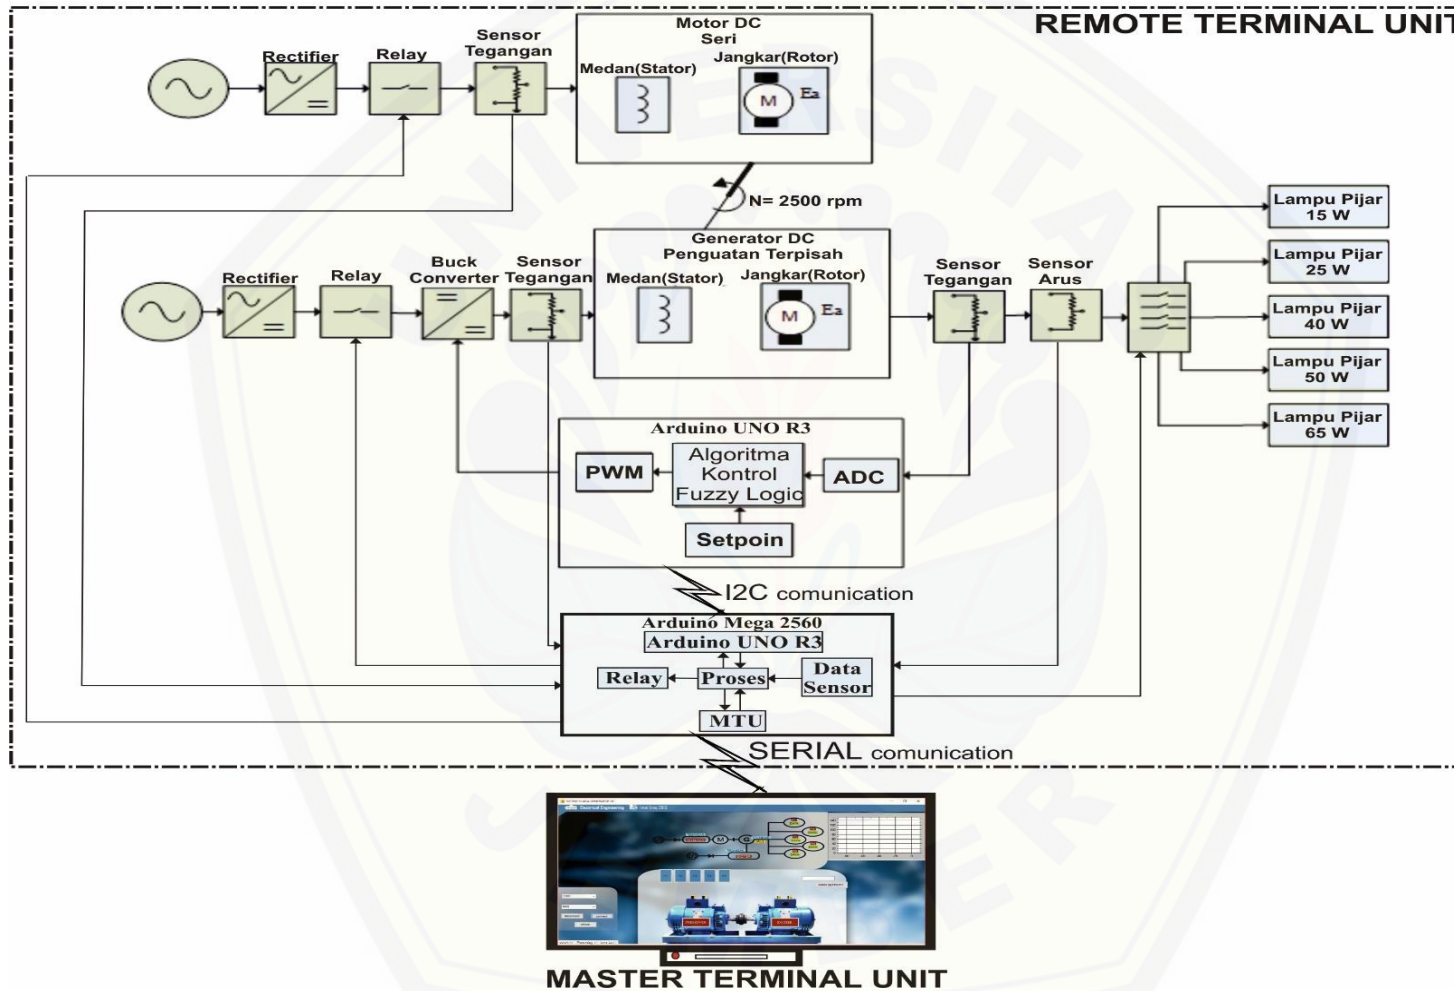 REMOTE TERMINAL UNIT
Motor DC
Seri
Sensor
Tegangan
Rectifier
Relay
Medan(Stator)
Jangkar(Rotor)
M
Ea
N= 2500 rpm
Generator DC
Penguatan Terpisah
Rectifier
Relay
Buck
Converter
Sensor
Tegangan
Medan(Stator)
Jangkar(Rotor)
M
Ea
Sensor
Tegangan
Sensor
Arus
Lampu Pijar
15 W
Lampu Pijar
25 W
Lampu Pijar
40 W
Lampu Pijar
50 W
Lampu Pijar
65 W
Arduino UNO R3
PWM
Algoritma
Kontrol
Fuzzy Logic
ADC
Setpoin
I2C comunication
Arduino Mega 2560
Arduino UNO R3
Relay
Proses
Data
Sensor
MTU
SERIAL comunication
MASTER TERMINAL UNIT
UNIVERSITAS